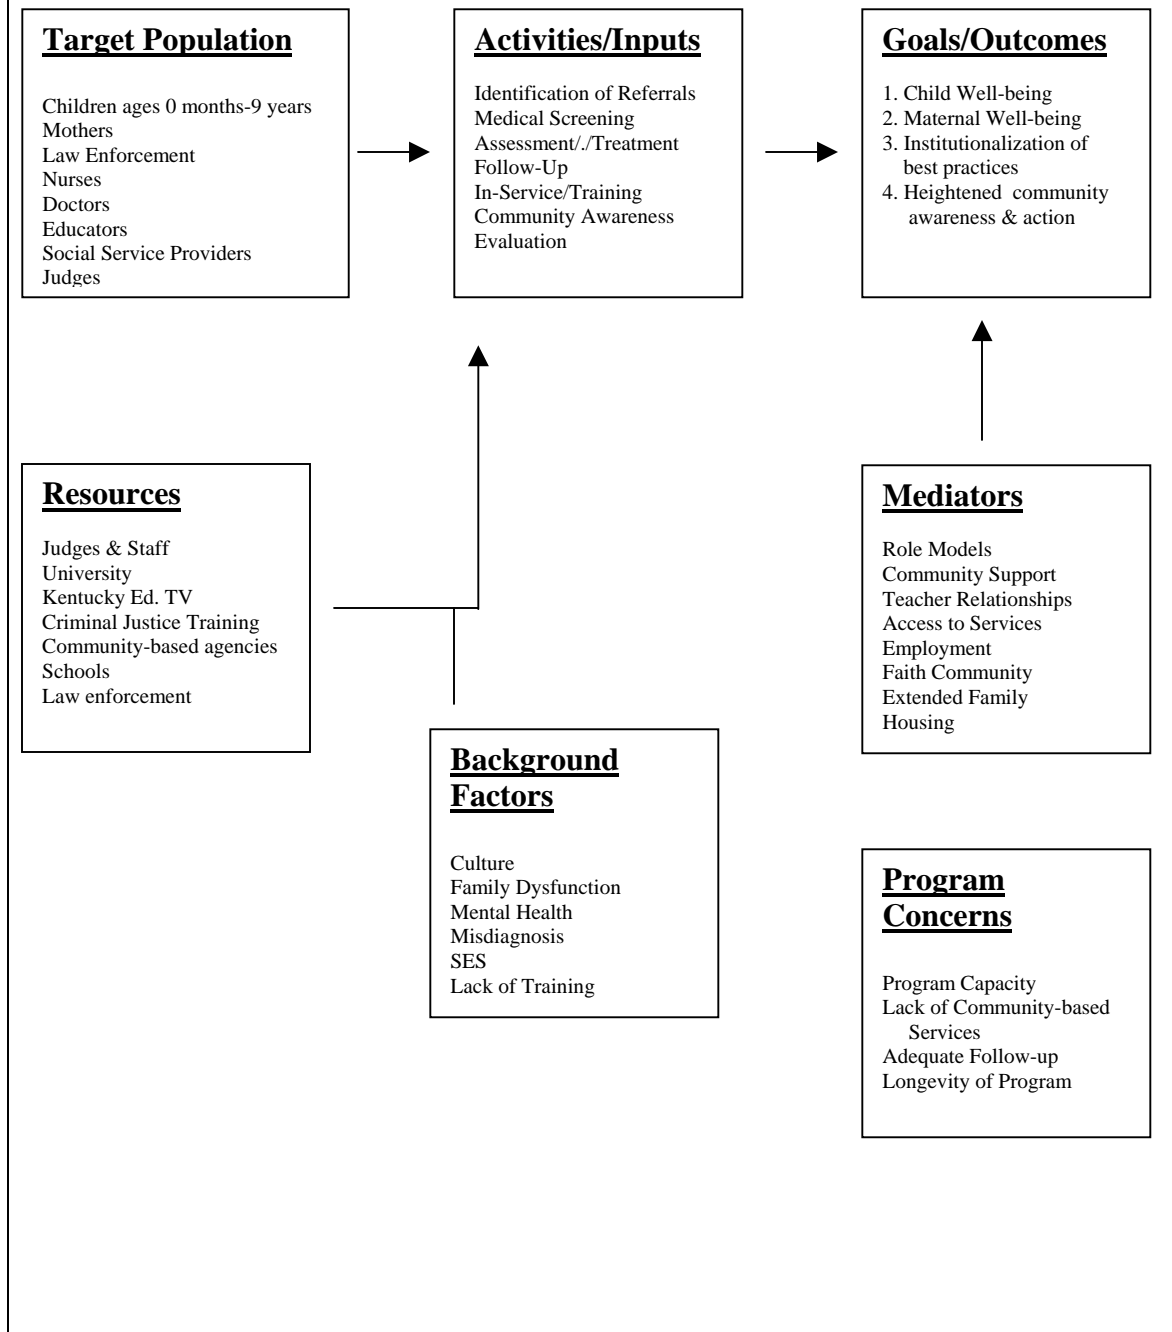 Target Population
Children ages 0 months-9 years
Mothers
Law Enforcement
Nurses
Doctors
Educators
Social Service Providers
Judges
Activities/Inputs
Identification of Referrals
Medical Screening
Assessment/./Treatment
Follow-Up
In-Service/Training
Community Awareness
Evaluation
Goals/Outcomes
1. Child Well-being
2. Maternal Well-being
3. Institutionalization of
best practices
4. Heightened community
awareness & action
Resources
Judges & Staff
University
Kentucky Ed. TV
Criminal Justice Training
Community-based agencies
Schools
Law enforcement
Background
Factors
Culture
Family Dysfunction
Mental Health
Misdiagnosis
SES
Lack of Training
Mediators
Role Models
Community Support
Teacher Relationships
Access to Services
Employment
Faith Community
Extended Family
Housing
Program
Concerns
Program Capacity
Lack of Community-based
Services
Adequate Follow-up
Longevity of Program